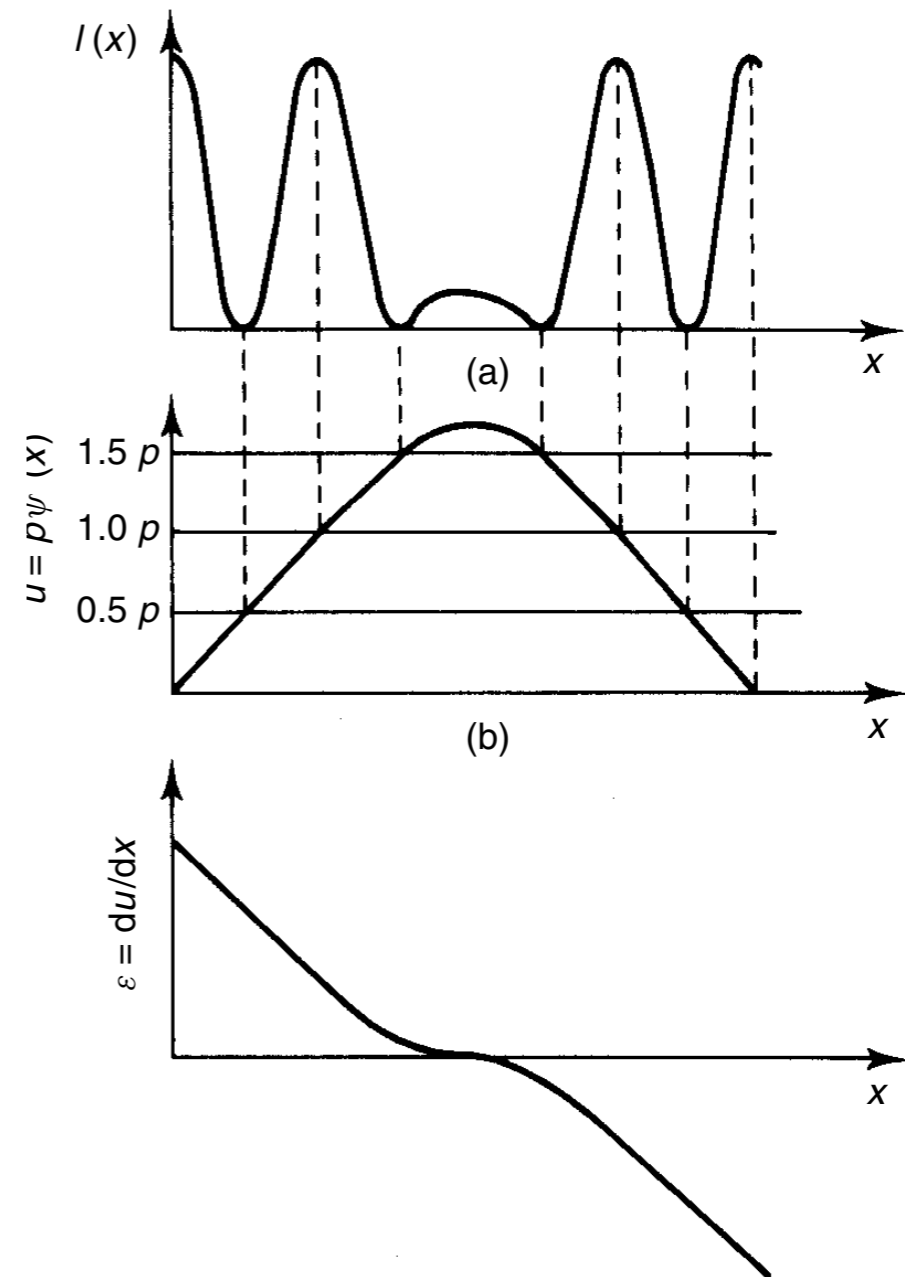 I (x)
x
(a)
u = pψ (x)
1.5 p
1.0 p
0.5 p
x
(b)
ε = du/dx
x